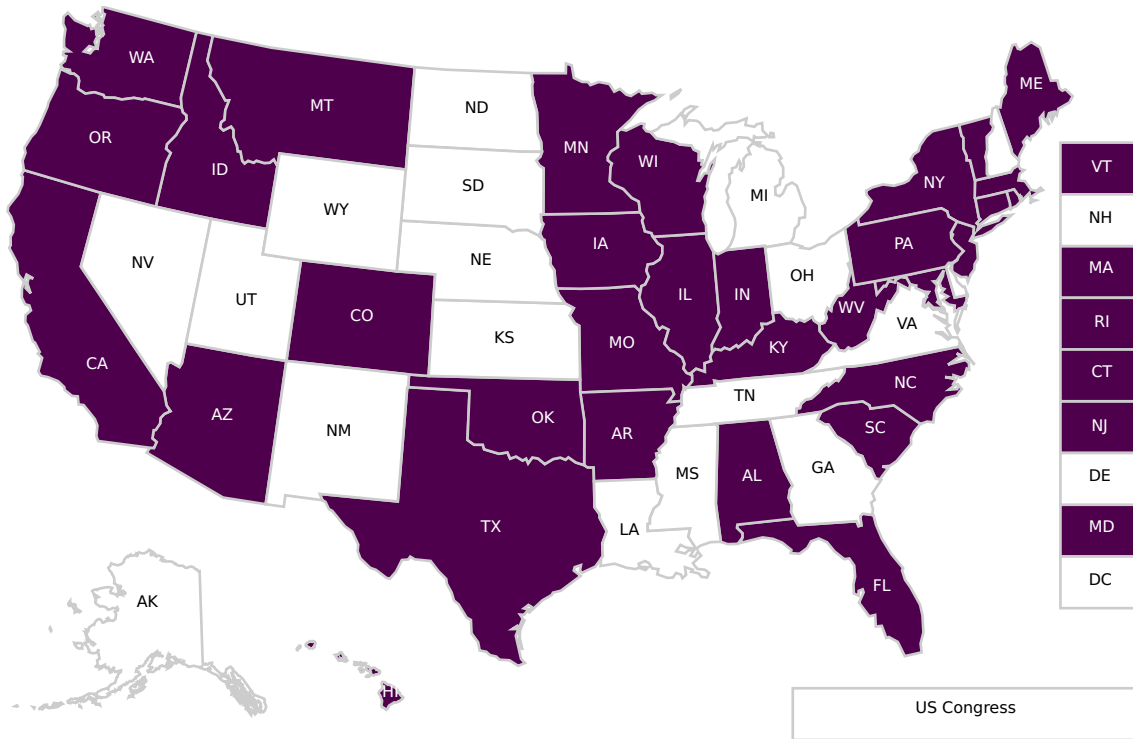 WA
ME
MT
ND
OR
MN
WI
VT
ID
SD
NY
MI
WY
NH
IA
PA
NE
NV
MA
OH
UT
IL
IN
WV
CO
RI
VA
KS
MO
KY
CA
CT
NC
TN
AZ
OK
SC
NM
AR
NJ
GA
MS
AL
DE
TX
LA
MD
DC
FL
AK
HI
US Congress